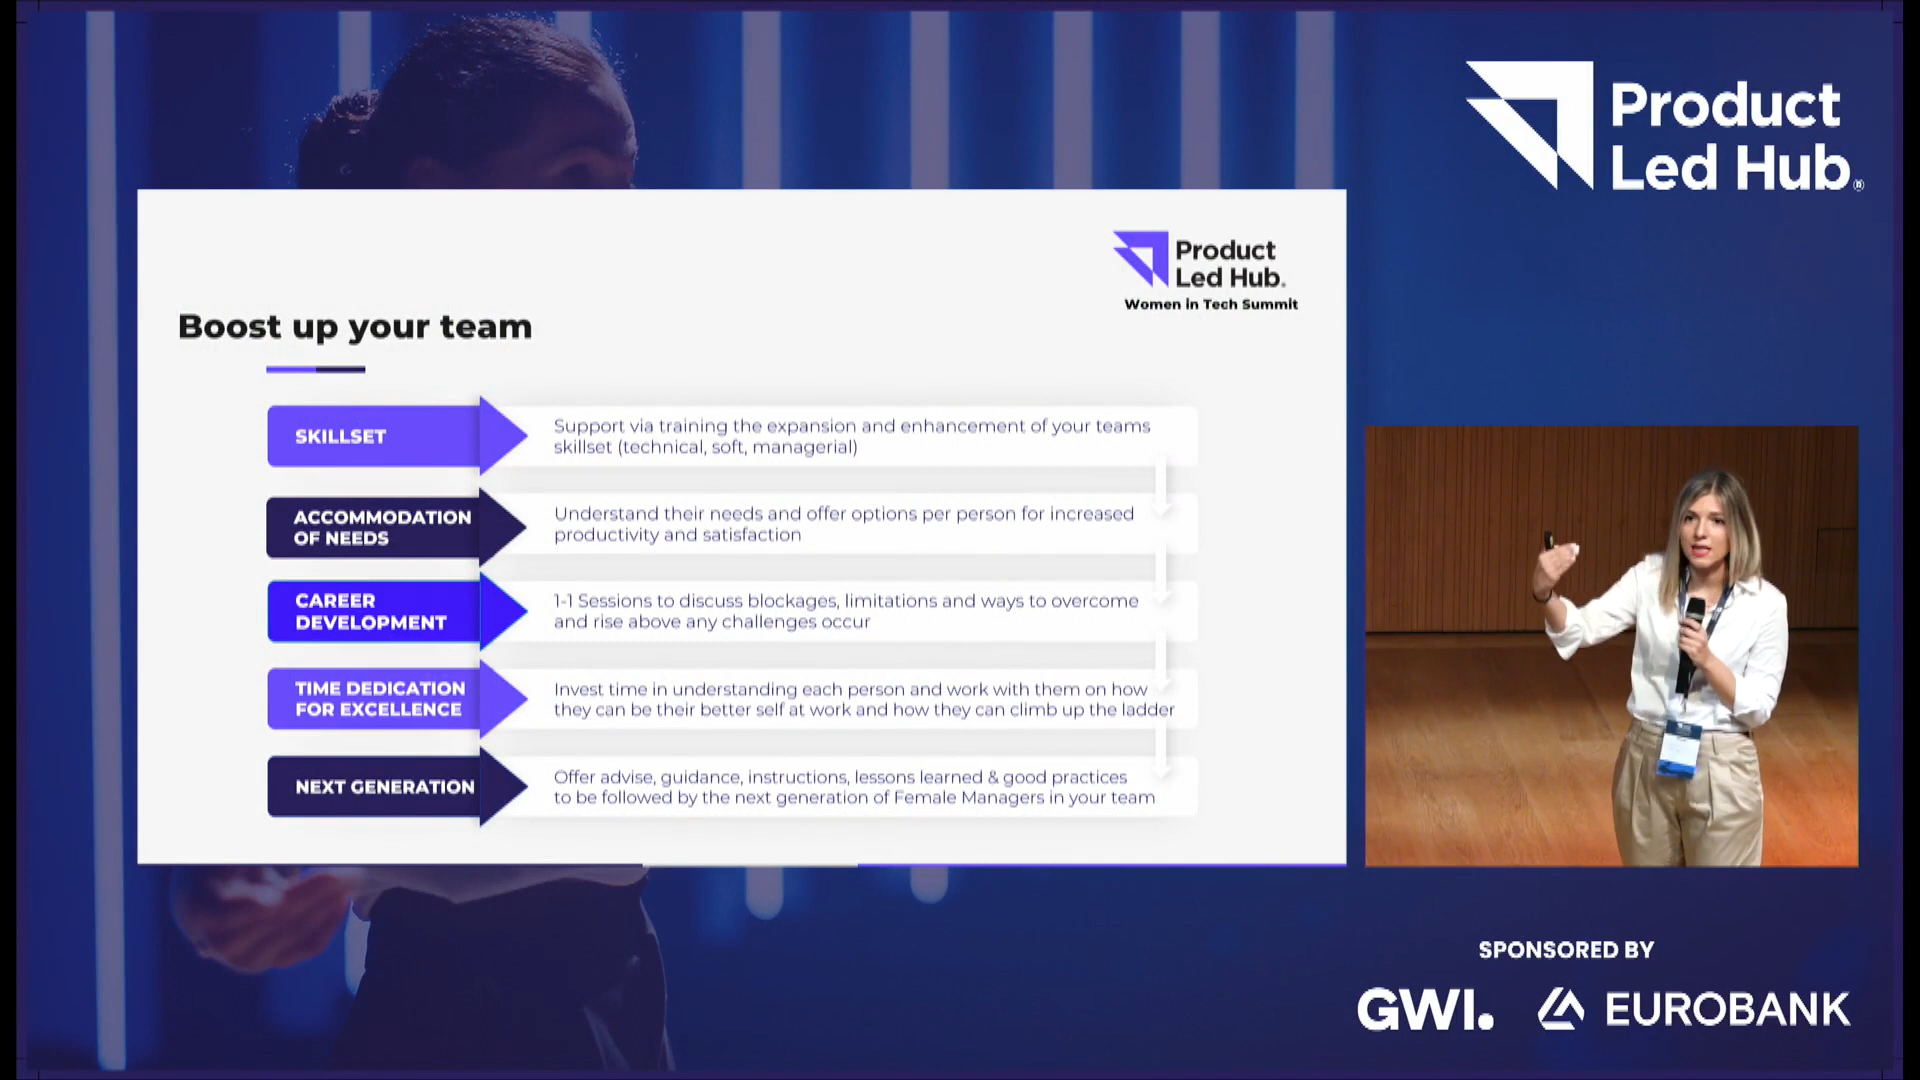 Product
Led Hub®
Product
Led Hub.
Women in Tech Summit
Boost up your team
SKILLSET
Support via training the expansion and enhancement of your teams
skillset (technical, soft, managerial)
ACCOMMODATION
OF NEEDS
Understand their needs and offer options per person for increased
productivity and satisfaction
CAREER
DEVELOPMENT
1-1 Sessions to discuss blockages, limitations and ways to overcome
and rise above any challenges occur
TIME DEDICATION
FOR EXCELLENCE
Invest time in understanding each person and work with them on how
they can be their better self at work and how they can climb up the ladder
NEXT GENERATION
Offer advise, guidance, instructions, lessons learned & good practices
to be followed by the next generation of Female Managers in your team
SPONSORED BY
GWI.
EUROBANK